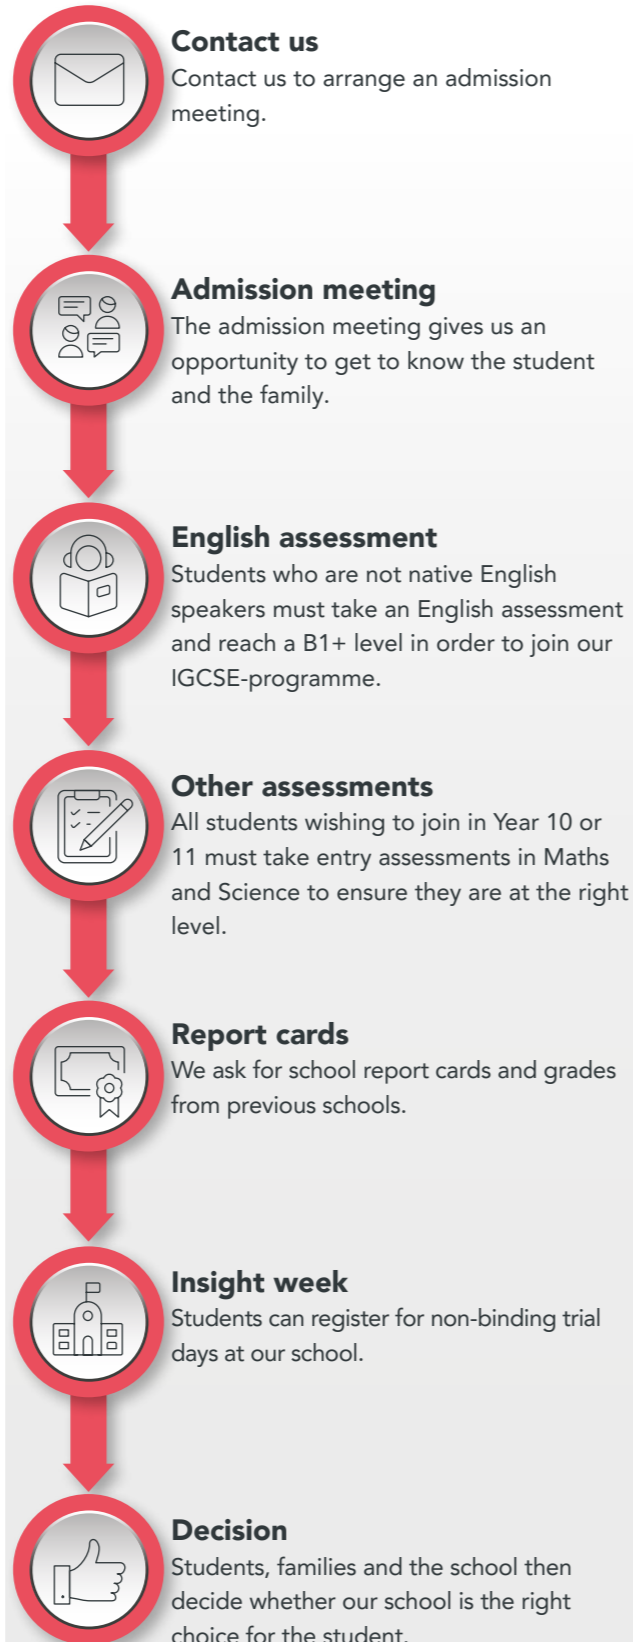 Contact us
Contact us to arrange an admission
meeting.
Admission meeting
The admission meeting gives us an
opportunity to get to know the student
and the family.
English assessment
Students who are not native English
speakers must take an English assessment
and reach a B1+ level in order to join our
IGCSE-programme.
Other assessments
All students wishing to join in Year 10 or
11 must take entry assessments in Maths
and Science to ensure they are at the right
level.
Report cards
We ask for school report cards and grades
from previous schools.
Insight week
Students can register for non-binding trial
days at our school.
Decision
Students, families and the school then
decide whether our school is the right
choice for the student.